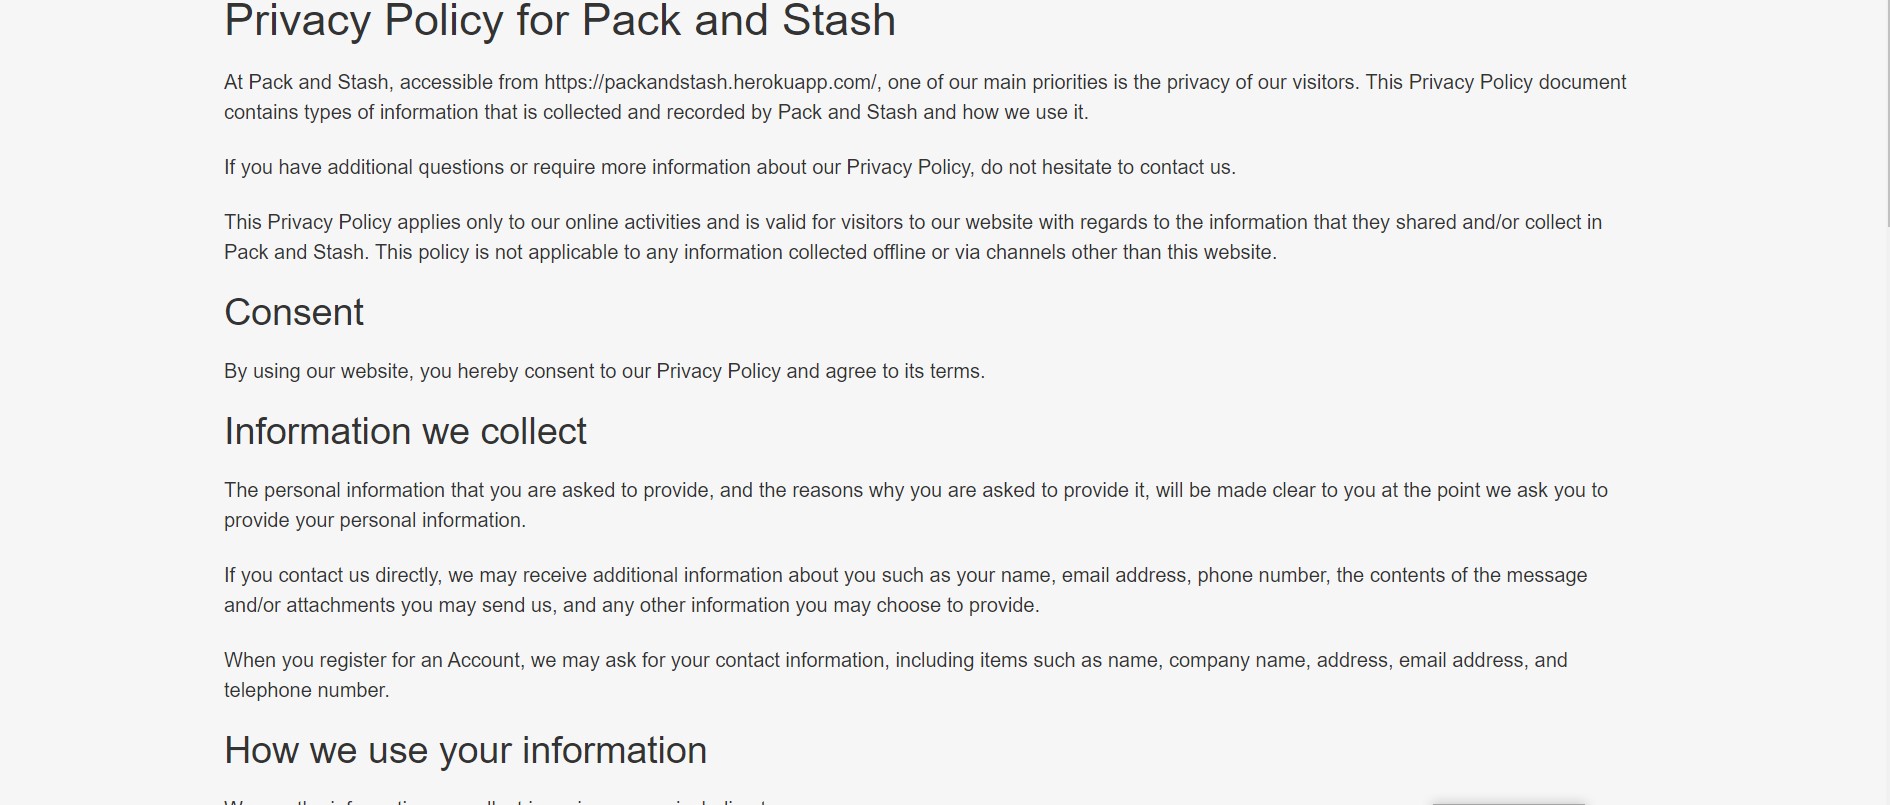 Privacy Policy for Pack and Stash
At Pack and Stash, accessible from https://packandstash.herokuapp.com/, one of our main priorities is the privacy of our visitors. This Privacy Policy document
contains types of information that is collected and recorded by Pack and Stash and how we use it.
If you have additional questions or require more information about our Privacy Policy, do not hesitate to contact us.
This Privacy Policy applies only to our online activities and is valid for visitors to our website with regards to the information that they shared and/or collect in
Pack and Stash. This policy is not applicable to any information collected offline or via channels other than this website.
Consent
By using our website, you hereby consent to our Privacy Policy and agree to its terms.
Information we collect
The personal information that you are asked to provide, and the reasons why you are asked to provide it, will be made clear to you at the point we ask you to
provide your personal information.
If you contact us directly, we may receive additional information about you such as your name, email address, phone number, the contents of the message
and/or attachments you may send us, and any other information you may choose to provide.
When you register for an Account, we may ask for your contact information, including items such as name, company name, address, email address, and
telephone number.
How we use your information